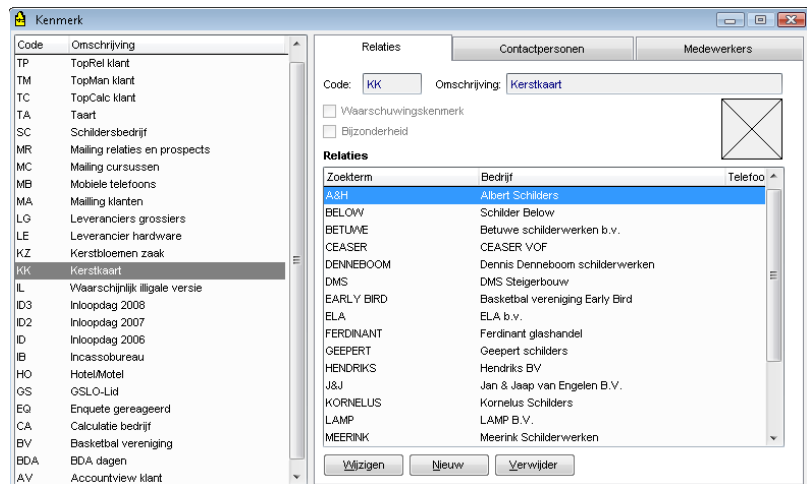 Kenmerk
Code Omschrijving
TP TopRel klant
TM TopMan klant
TC TopCalc klant
TA Taart
SC Schildersbedrijf
MR Mailing relaties en prospects
MC Mailing cursussen
MB Mobiele telefoons
MA Mailling klanten
LG Leveranciers grossiers
LE Leverancier hardware
KZ Kerstbloemen zaak
KK Kerstkaart
IL Waarschijnlijk illigale versie
ID3 Inloopdag 2008
ID2 Inloopdag 2007
ID Inloopdag 2006
IB Incassobureau
HO Hotel/Motel
GS GSLO-Lid
EQ Enquete gereageerd
CA Calculatie bedrijf
BV Basketbal vereniging
BDA BDA dagen
AV Accountview klant
Relaties Contactpersonen Medewerkers
Code: KK Omschrijving: Kerstkaart
Waarschuwingskenmerk
Bijzonderheid
Relaties
Zoekterm Bedrijf Telefoo
A&H Albert Schilders
BELOW Schilder Below
BETUWE Betuwe schilderwerken b.v.
CEASER CEASER VOF
DENNEBOOM Dennis Denneboom schilderwerken
DMS DMS Steigerbouw
EARLY BIRD Basketbal vereniging Early Bird
ELA ELA b.v.
FERDINANT Ferdinant glashandel
GEEPERT Geepert schilders
HENDRIKS Hendriks BV
J&J Jan & Jaap van Engelen B.V.
KORNELUS Kornelus Schilders
LAMP LAMP B.V.
MEERINK Meerink Schilderwerken
Wijzigen Nieuw Verwijder